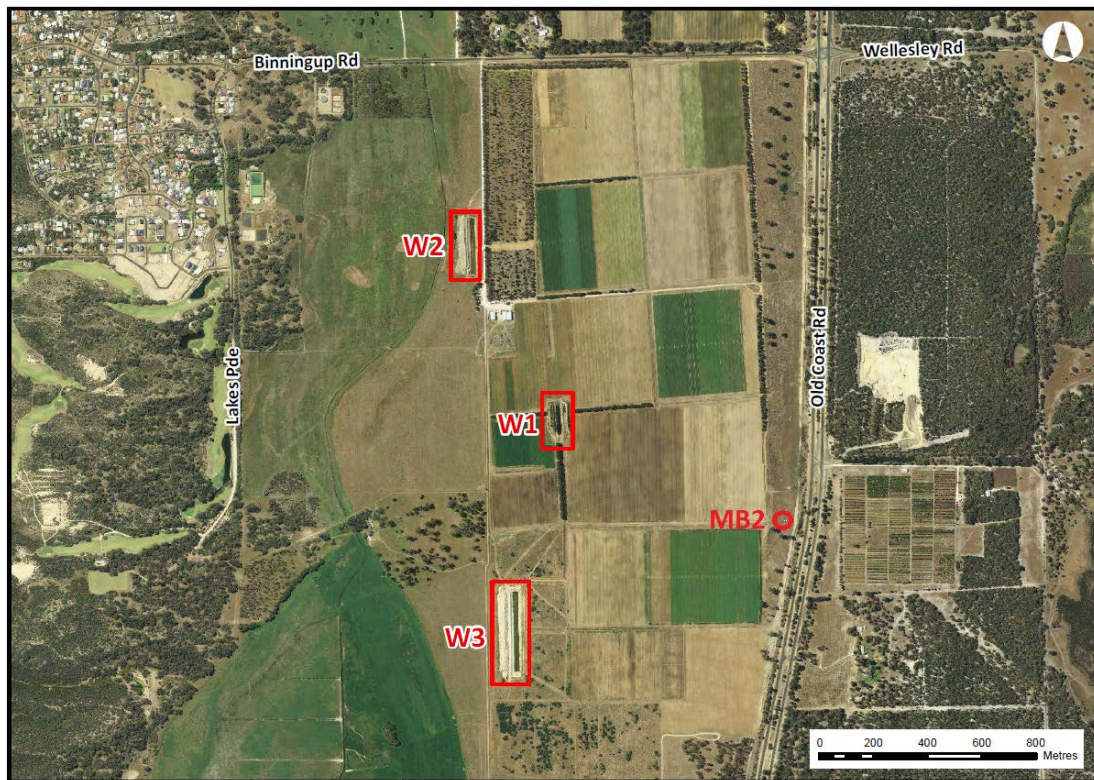 Binningup Rd
Wellesley Rd
W2
Lakes Pde
Old Coast Rd
W1
MB2
W3
0 200 400 600 800
Metres